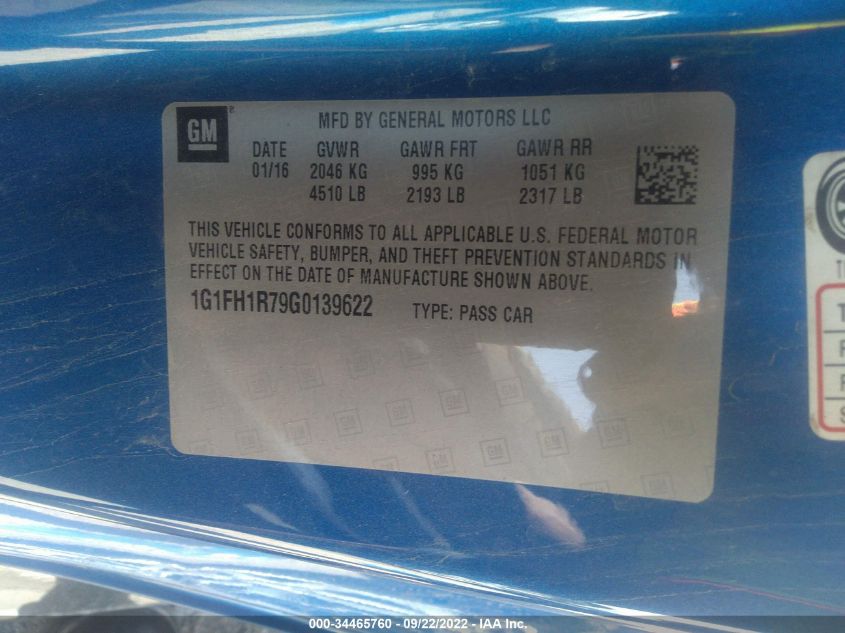 GM
MFD BY GENERAL MOTORS LLC
DATE GVWR GAWR FRT GAWR RR
01/16 2046 KG 995 KG 1051 KG
4510 LB 2193 LB 2317 LB
THIS VEHICLE CONFORMS TO ALL APPLICABLE U.S. FEDERAL MOTOR
VEHICLE SAFETY, BUMPER, AND THEFT PREVENTION STANDARDS IN
EFFECT ON THE DATE OF MANUFACTURE SHOWN ABOVE.
1G1FH1R79G0139622 TYPE: PASS CAR
000-34465760 - 09/22/2022 - IAA Inc.